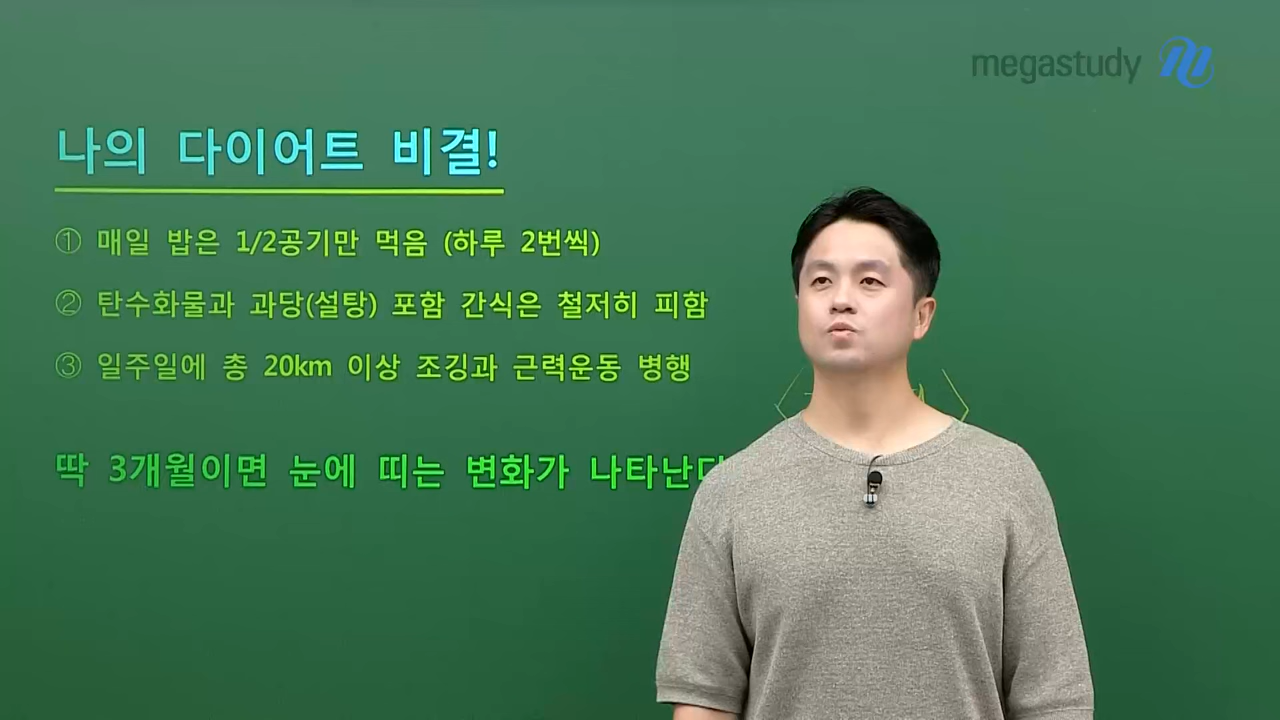 megastudy
나의 다이어트 비결!
① 매일 밥은 1/2공기만 먹음 (하루 2번씩)
② 탄수화물과 과당(설탕) 포함 간식은 철저히 피함
③ 일주일에 총 20km 이상 조깅과 근력운동 병행
딱 3개월이면 눈에 띠는 변화가